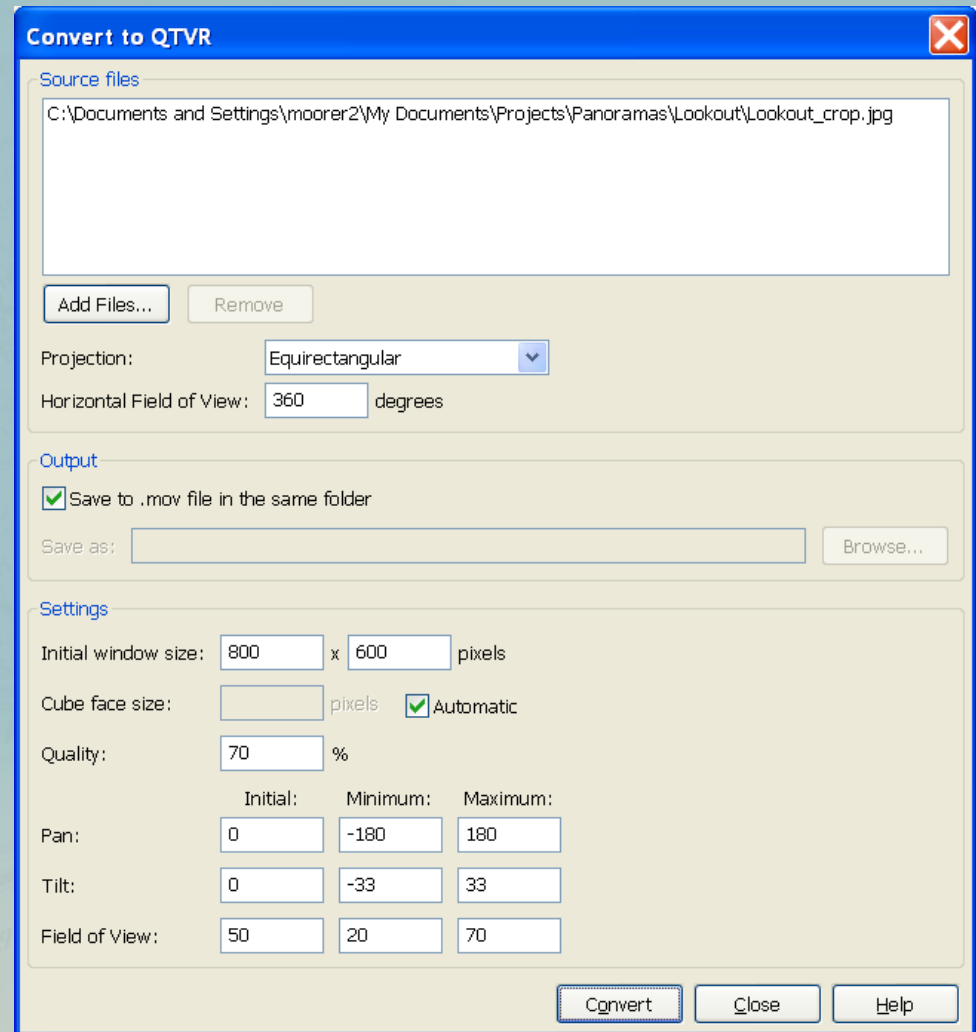 Convert to QTVR
Source files
C:\Documents and Settings\moorer2\My Documents\Projects\Panoramas\Lookout\Lookout_crop.jpg
Add Files... Remove
Projection: Equirectangular
Horizontal Field of View: 360 degrees
Output
Save to .mov file in the same folder
Save as: Browse...
Settings
Initial window size: 800 x 600 pixels
Cube face size: pixels Automatic
Quality: 70 %
Initial: Minimum: Maximum:
Pan: 0 -180 180
Tilt: 0 -33 33
Field of View: 50 20 70
Convert Close Help